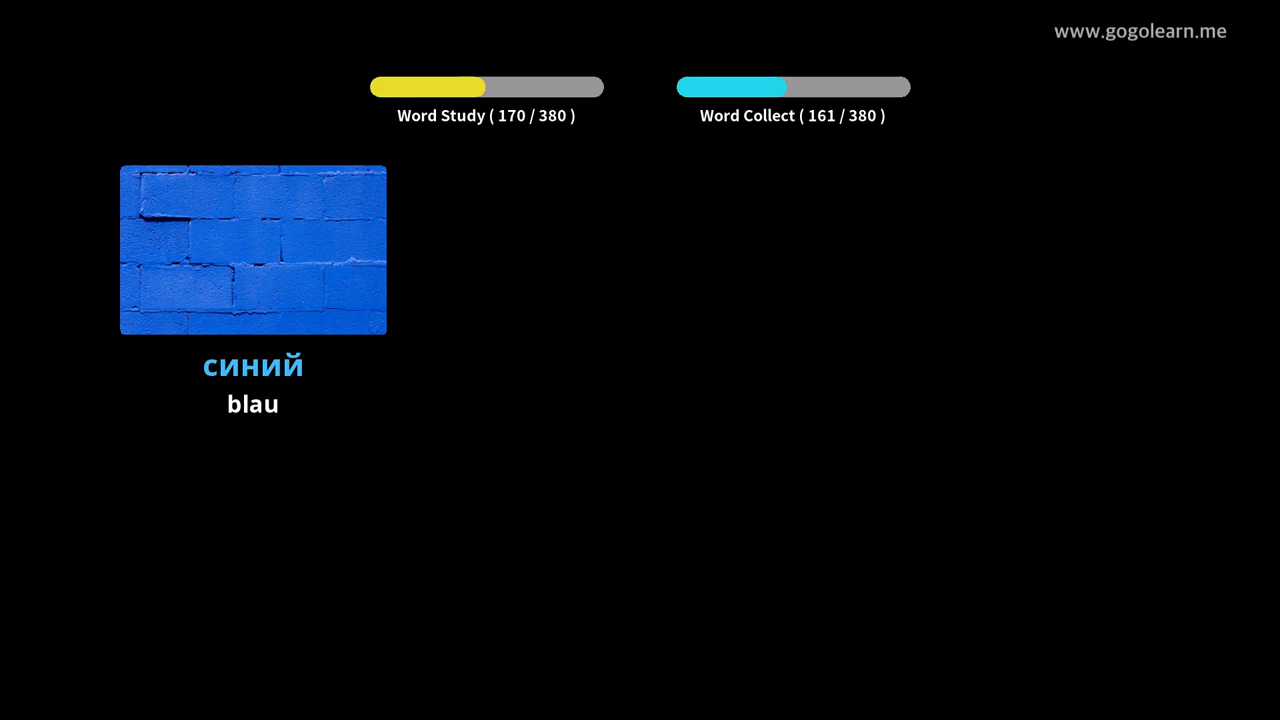 www.gogolearn.me
Word Study ( 170 / 380 )
Word Collect ( 161 / 380 )
синий
blau